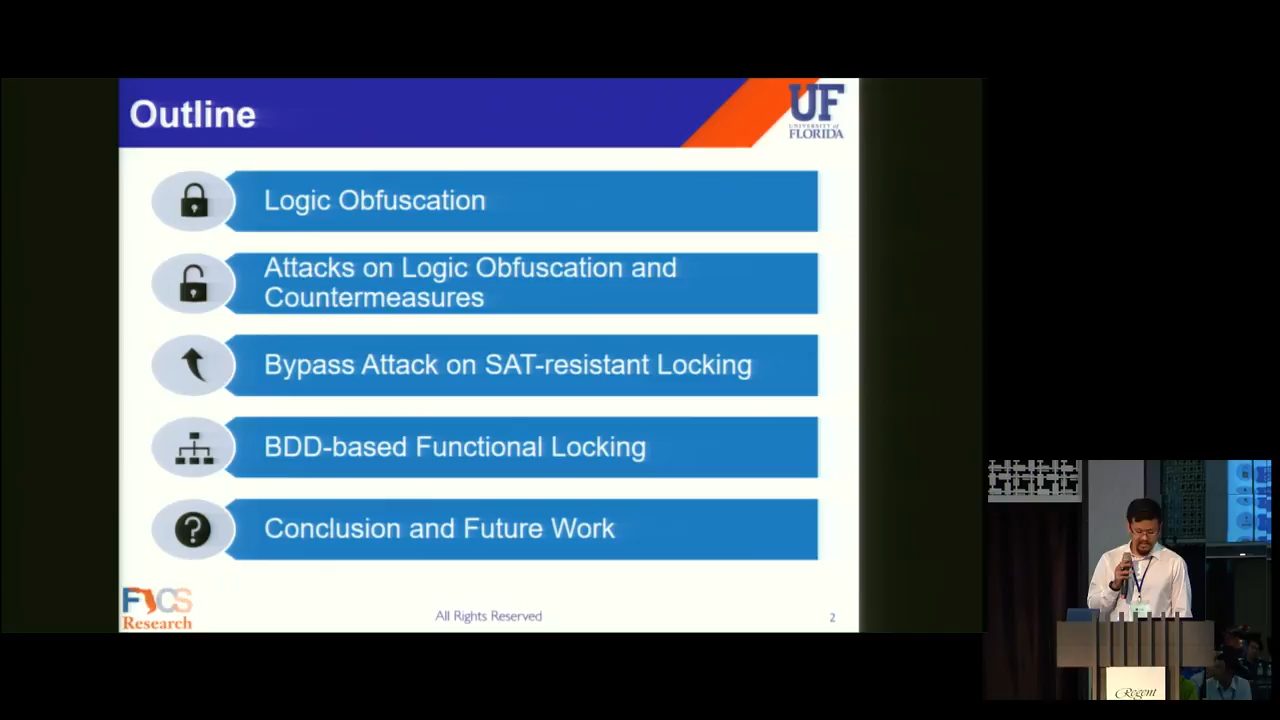 Outline
UF
UNIVERSITY of
FLORIDA
Logic Obfuscation
Attacks on Logic Obfuscation and
Countermeasures
Bypass Attack on SAT-resistant Locking
BDD-based Functional Locking
?
Conclusion and Future Work
FICS
Research
All Rights Reserved
2
Regent